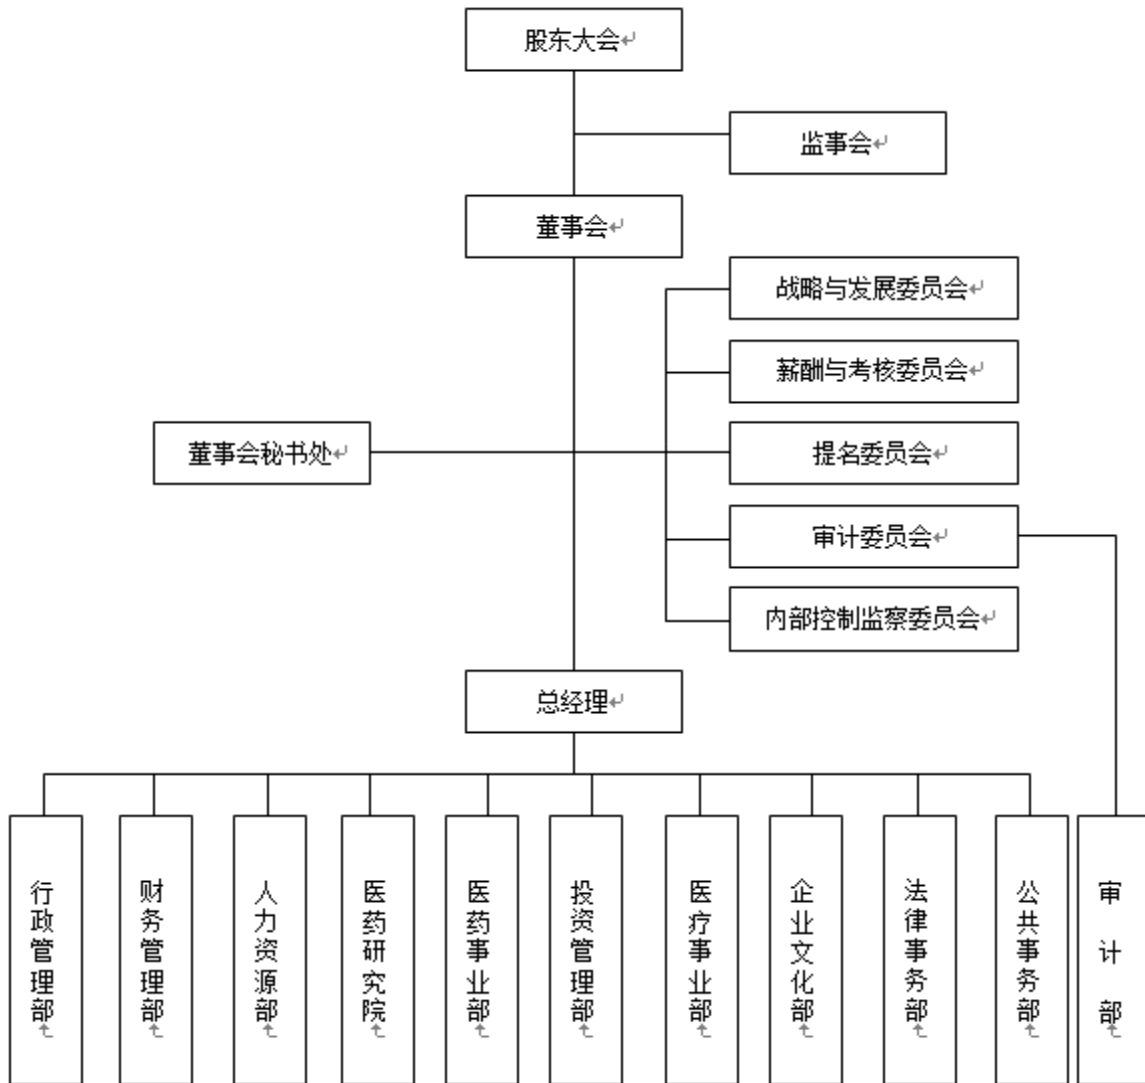 股东大会
监事会
董事会
战略与发展委员会
薪酬与考核委员会
董事会秘书处
提名委员会
审计委员会
内部控制监察委员会
总经理
行政管理部
财务管理部
人力资源部
医药研究院
医药事业部
投资管理部
医疗事业部
企业文化部
法律事务部
公共事务部
审计部